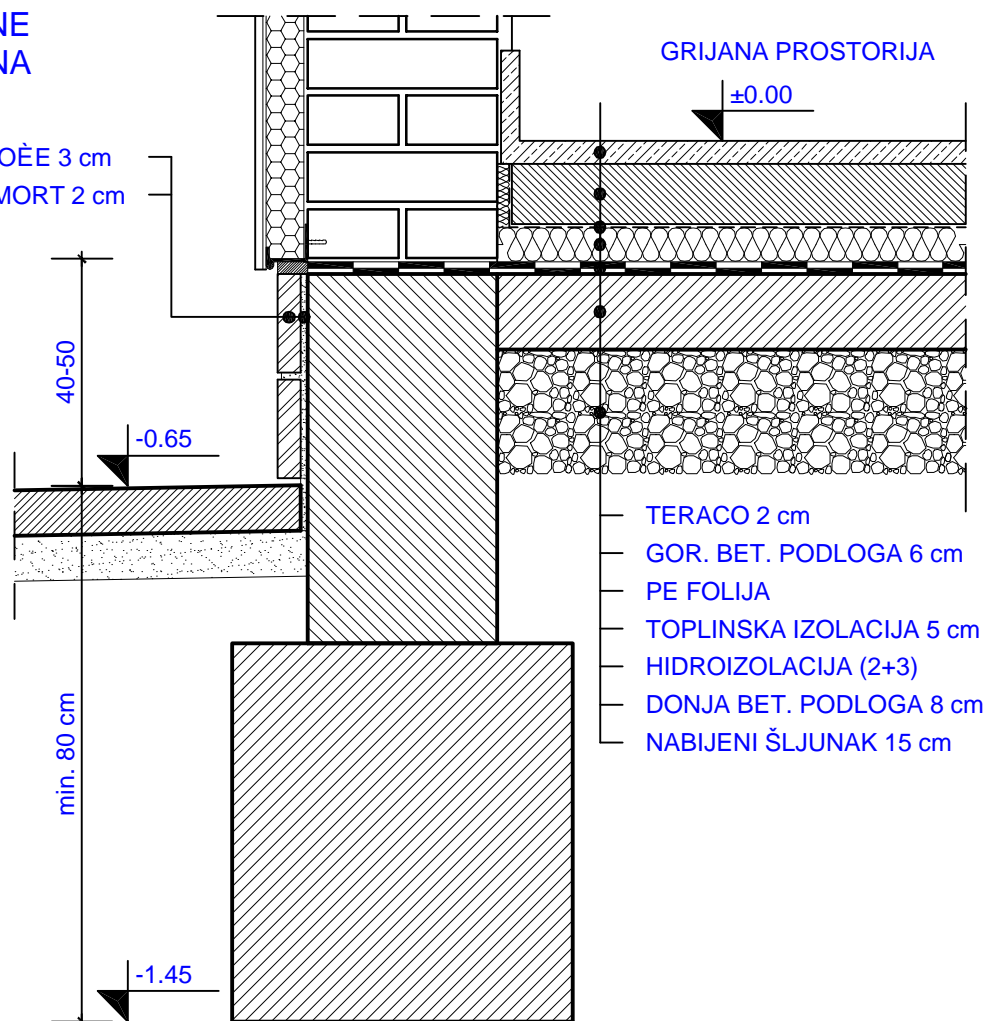 NE
NA
GRIJANA PROSTORIJA
±0.00
OÈE 3 cm
MORT 2 cm
40-50
-0.65
TERACO 2 cm
GOR. BET. PODLOGA 6 cm
PE FOLIJA
TOPLINSKA IZOLACIJA 5 cm
HIDROIZOLACIJA (2+3)
DONJA BET. PODLOGA 8 cm
NABIJENI ŠLJUNAK 15 cm
min. 80 cm
-1.45